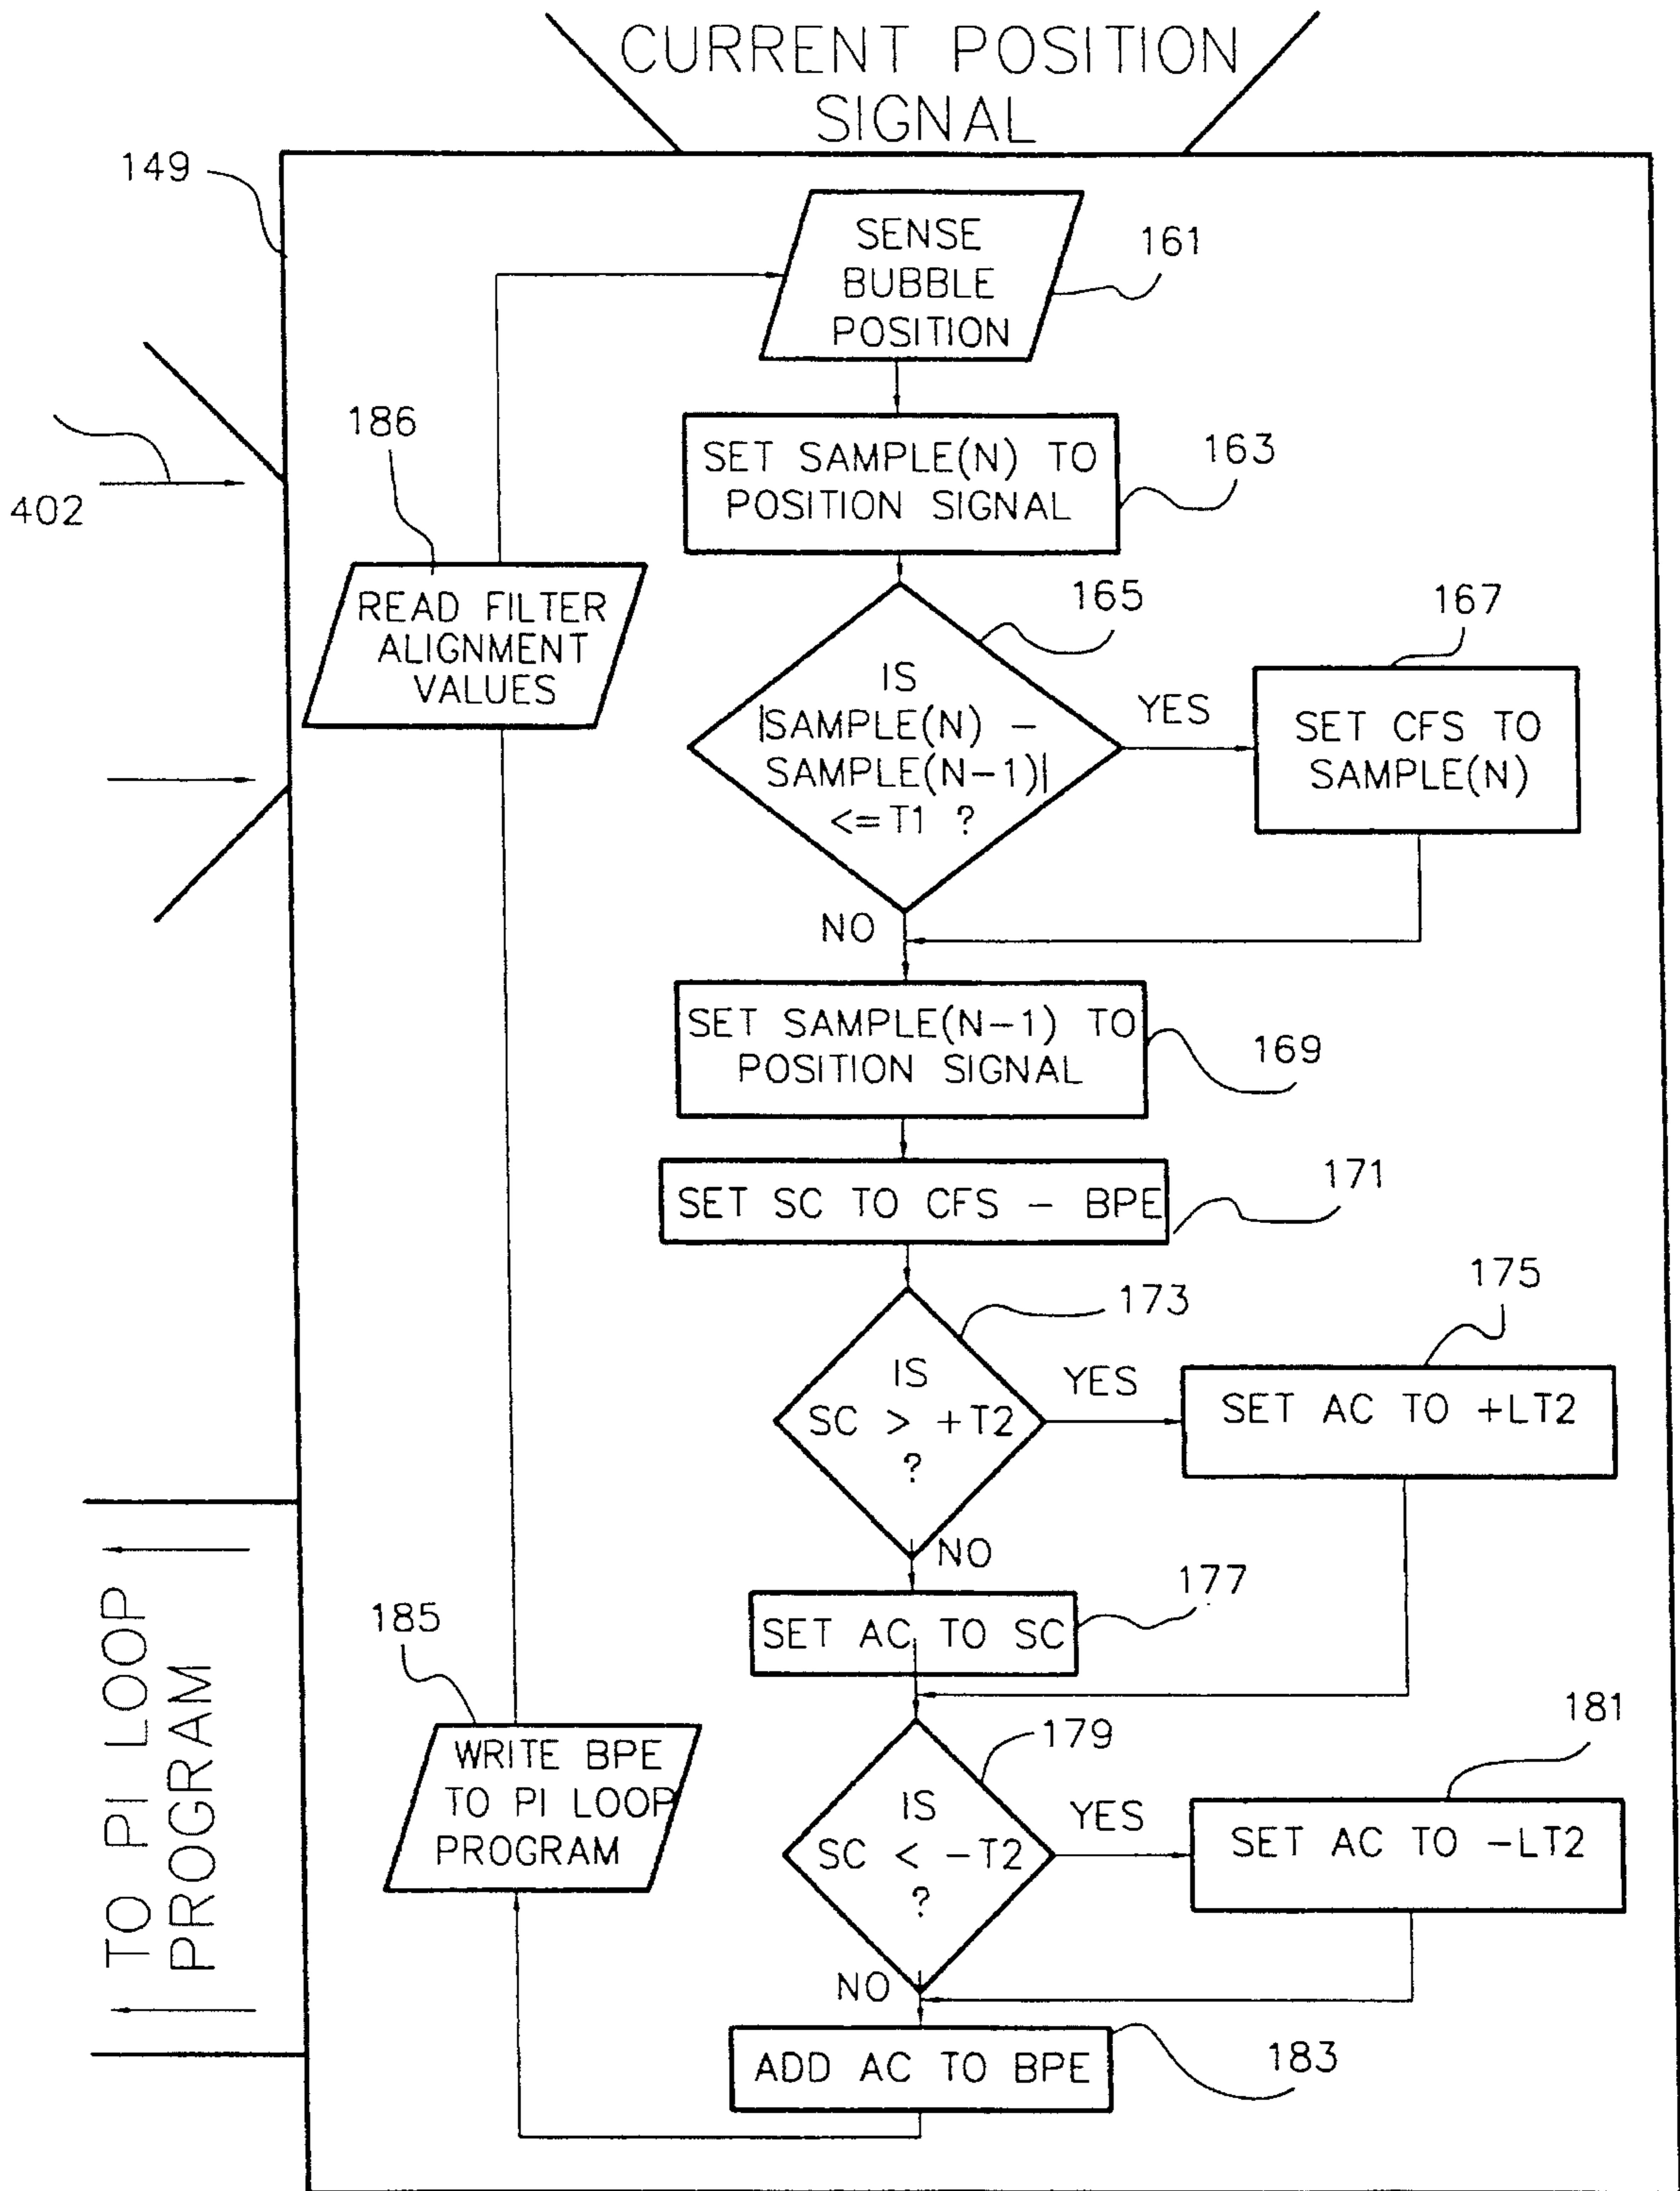 CURRENT POSITION
SIGNAL
149
SENSE
BUBBLE
POSITION
161
186
402
SET SAMPLE(N) TO
POSITION SIGNAL
163
READ FILTER
ALIGNMENT
VALUES
165
167
IS
|SAMPLE(N) –
SAMPLE(N–1)|
<=T1 ?
YES
SET CFS TO
SAMPLE(N)
NO
SET SAMPLE(N–1) TO
POSITION SIGNAL
169
SET SC TO CFS – BPE
171
173
175
IS
SC > +T2
?
YES
SET AC TO +LT2
NO
177
SET AC TO SC
185
179
181
WRITE BPE
TO PI LOOP
PROGRAM
IS
SC < –T2
?
YES
SET AC TO –LT2
NO
TO PI LOOP
PROGRAM
ADD AC TO BPE
183